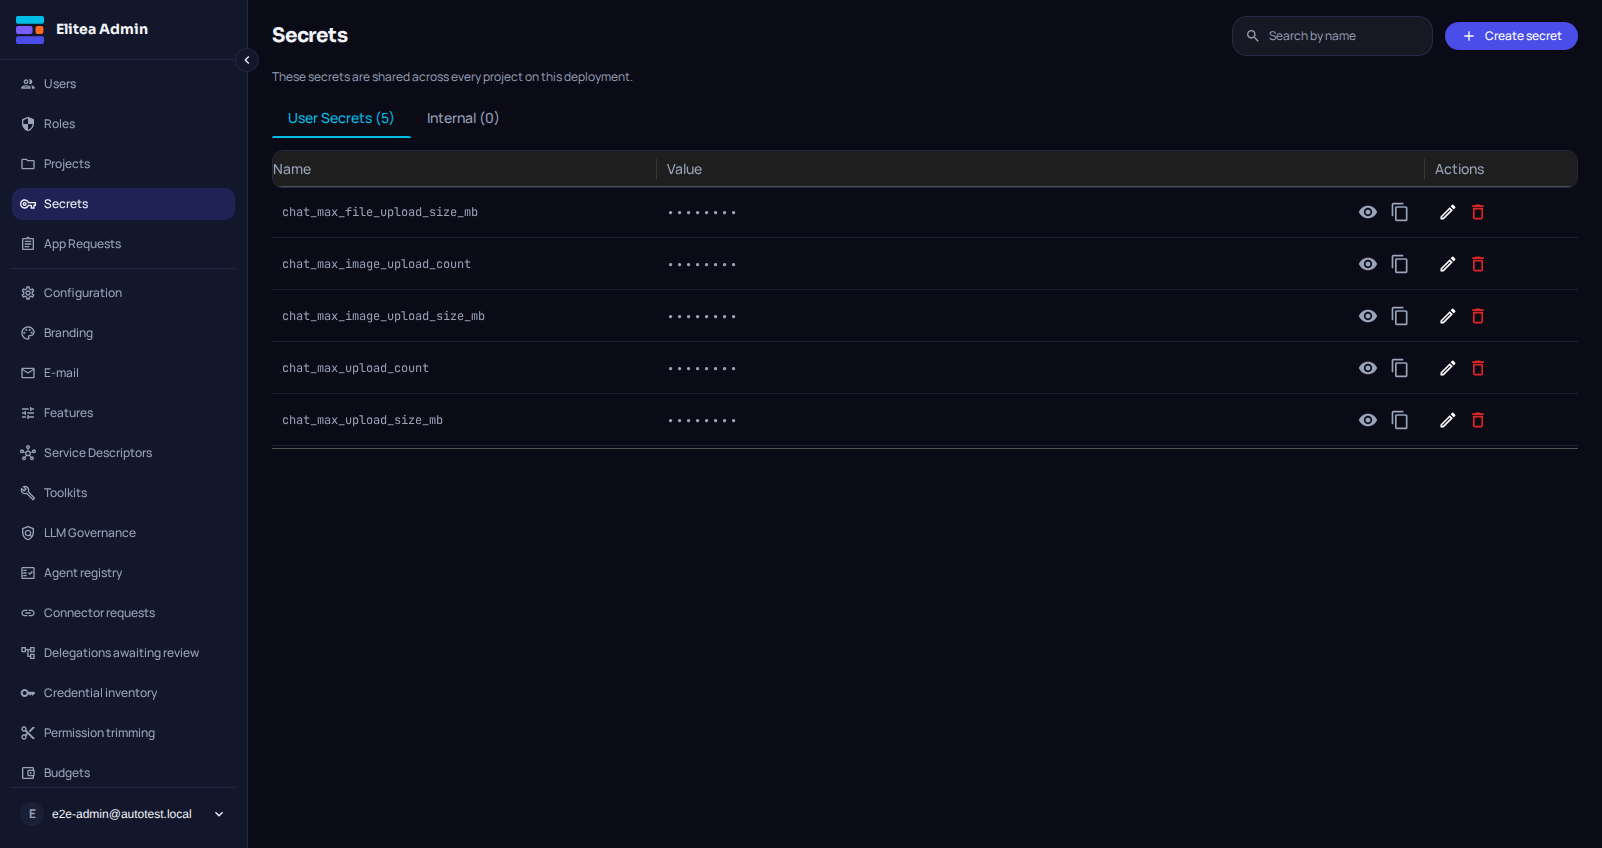 Elitea Admin
Users
Roles
Projects
Secrets
App Requests
Configuration
Branding
E-mail
Features
Service Descriptors
Toolkits
LLM Governance
Agent registry
Connector requests
Delegations awaiting review
Credential inventory
Permission trimming
Budgets
E e2e-admin@autotest.local
Secrets
Search by name
Create secret
These secrets are shared across every project on this deployment.
User Secrets (5) Internal (0)
Name Value Actions
chat_max_file_upload_size_mb ••••••••
chat_max_image_upload_count ••••••••
chat_max_image_upload_size_mb ••••••••
chat_max_upload_count ••••••••
chat_max_upload_size_mb ••••••••